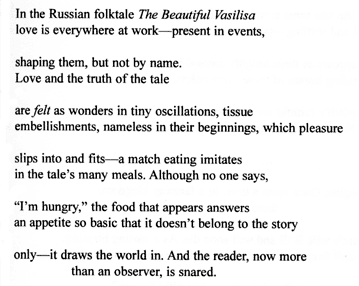 In the Russian folktale The Beautiful Vasilisa
love is everywhere at work—present in events,
shaping them, but not by name.
Love and the truth of the tale
are felt as wonders in tiny oscillations, tissue
embellishments, nameless in their beginnings, which pleasure
slips into and fits—a match eating imitates
in the tale's many meals. Although no one says,
"I'm hungry," the food that appears answers
an appetite so basic that it doesn't belong to the story
only—it draws the world in. And the reader, now more
than an observer, is snared.